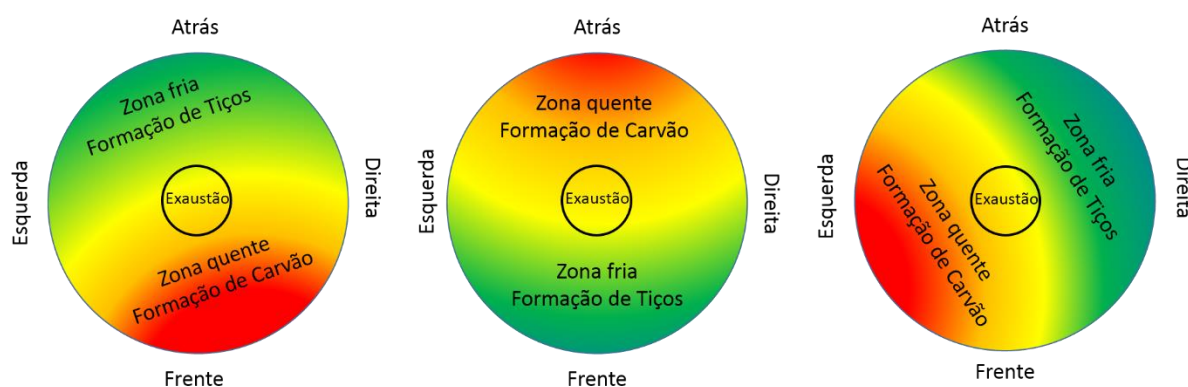 Atrás
Zona fria
Formação de Tiços
Esquerda
Exaustão
Direita
Zona quente
Formação de Carvão
Frente
Atrás
Zona quente
Formação de Carvão
Esquerda
Exaustão
Direita
Zona fria
Formação de Tiços
Frente
Atrás
Zona fria
Formação de Tiços
Esquerda
Exaustão
Direita
Zona quente
Formação de Carvão
Frente